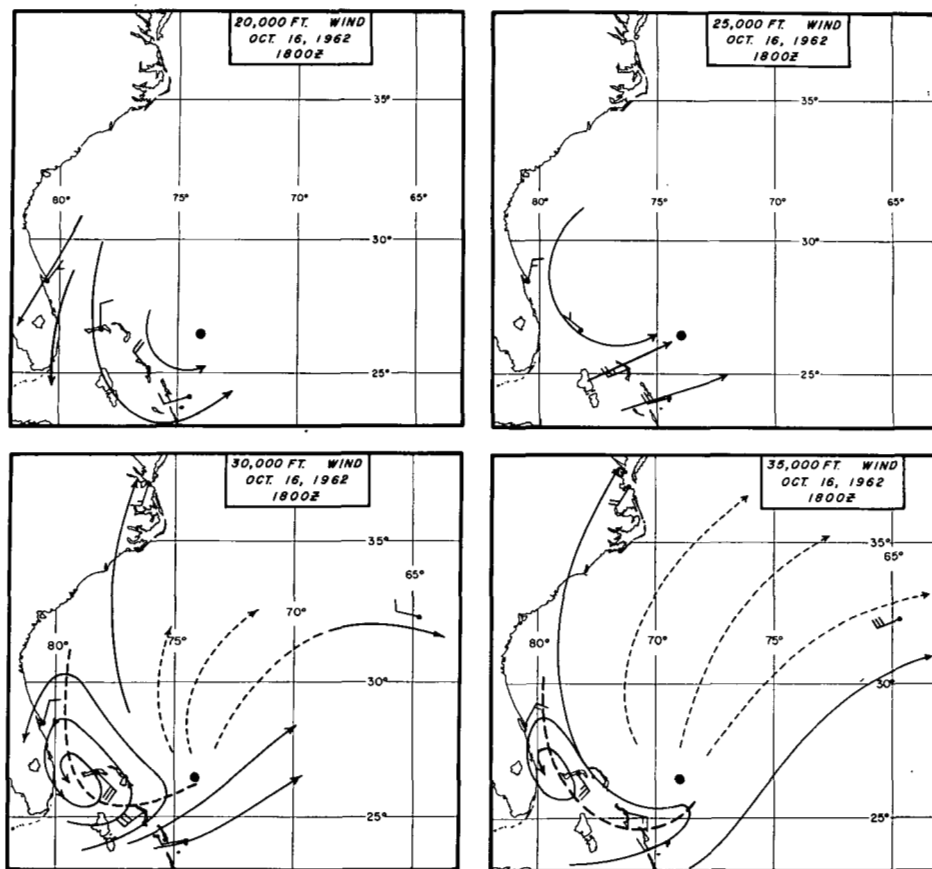 20,000 FT. WIND
OCT. 16, 1962
1800Z
35°
80°
75°
70°
65°
30°
25°
25,000 FT. WIND
OCT. 16, 1962
1800Z
35°
80°
75°
70°
65°
30°
25°
30,000 FT. WIND
OCT. 16, 1962
1800Z
35°
65°
70°
75°
80°
30°
25°
35,000 FT. WIND
OCT. 16, 1962
1800Z
35°
65°
80°
70°
75°
30°
25°